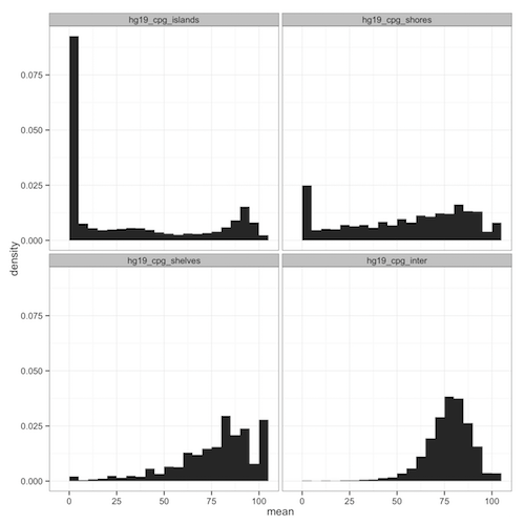 hg19_cpg_islands hg19_cpg_shores
0.075
0.050
0.025
0.000
density
hg19_cpg_shelves hg19_cpg_inter
0.075
0.050
0.025
0.000
0 25 50 75 100 0 25 50 75 100
mean